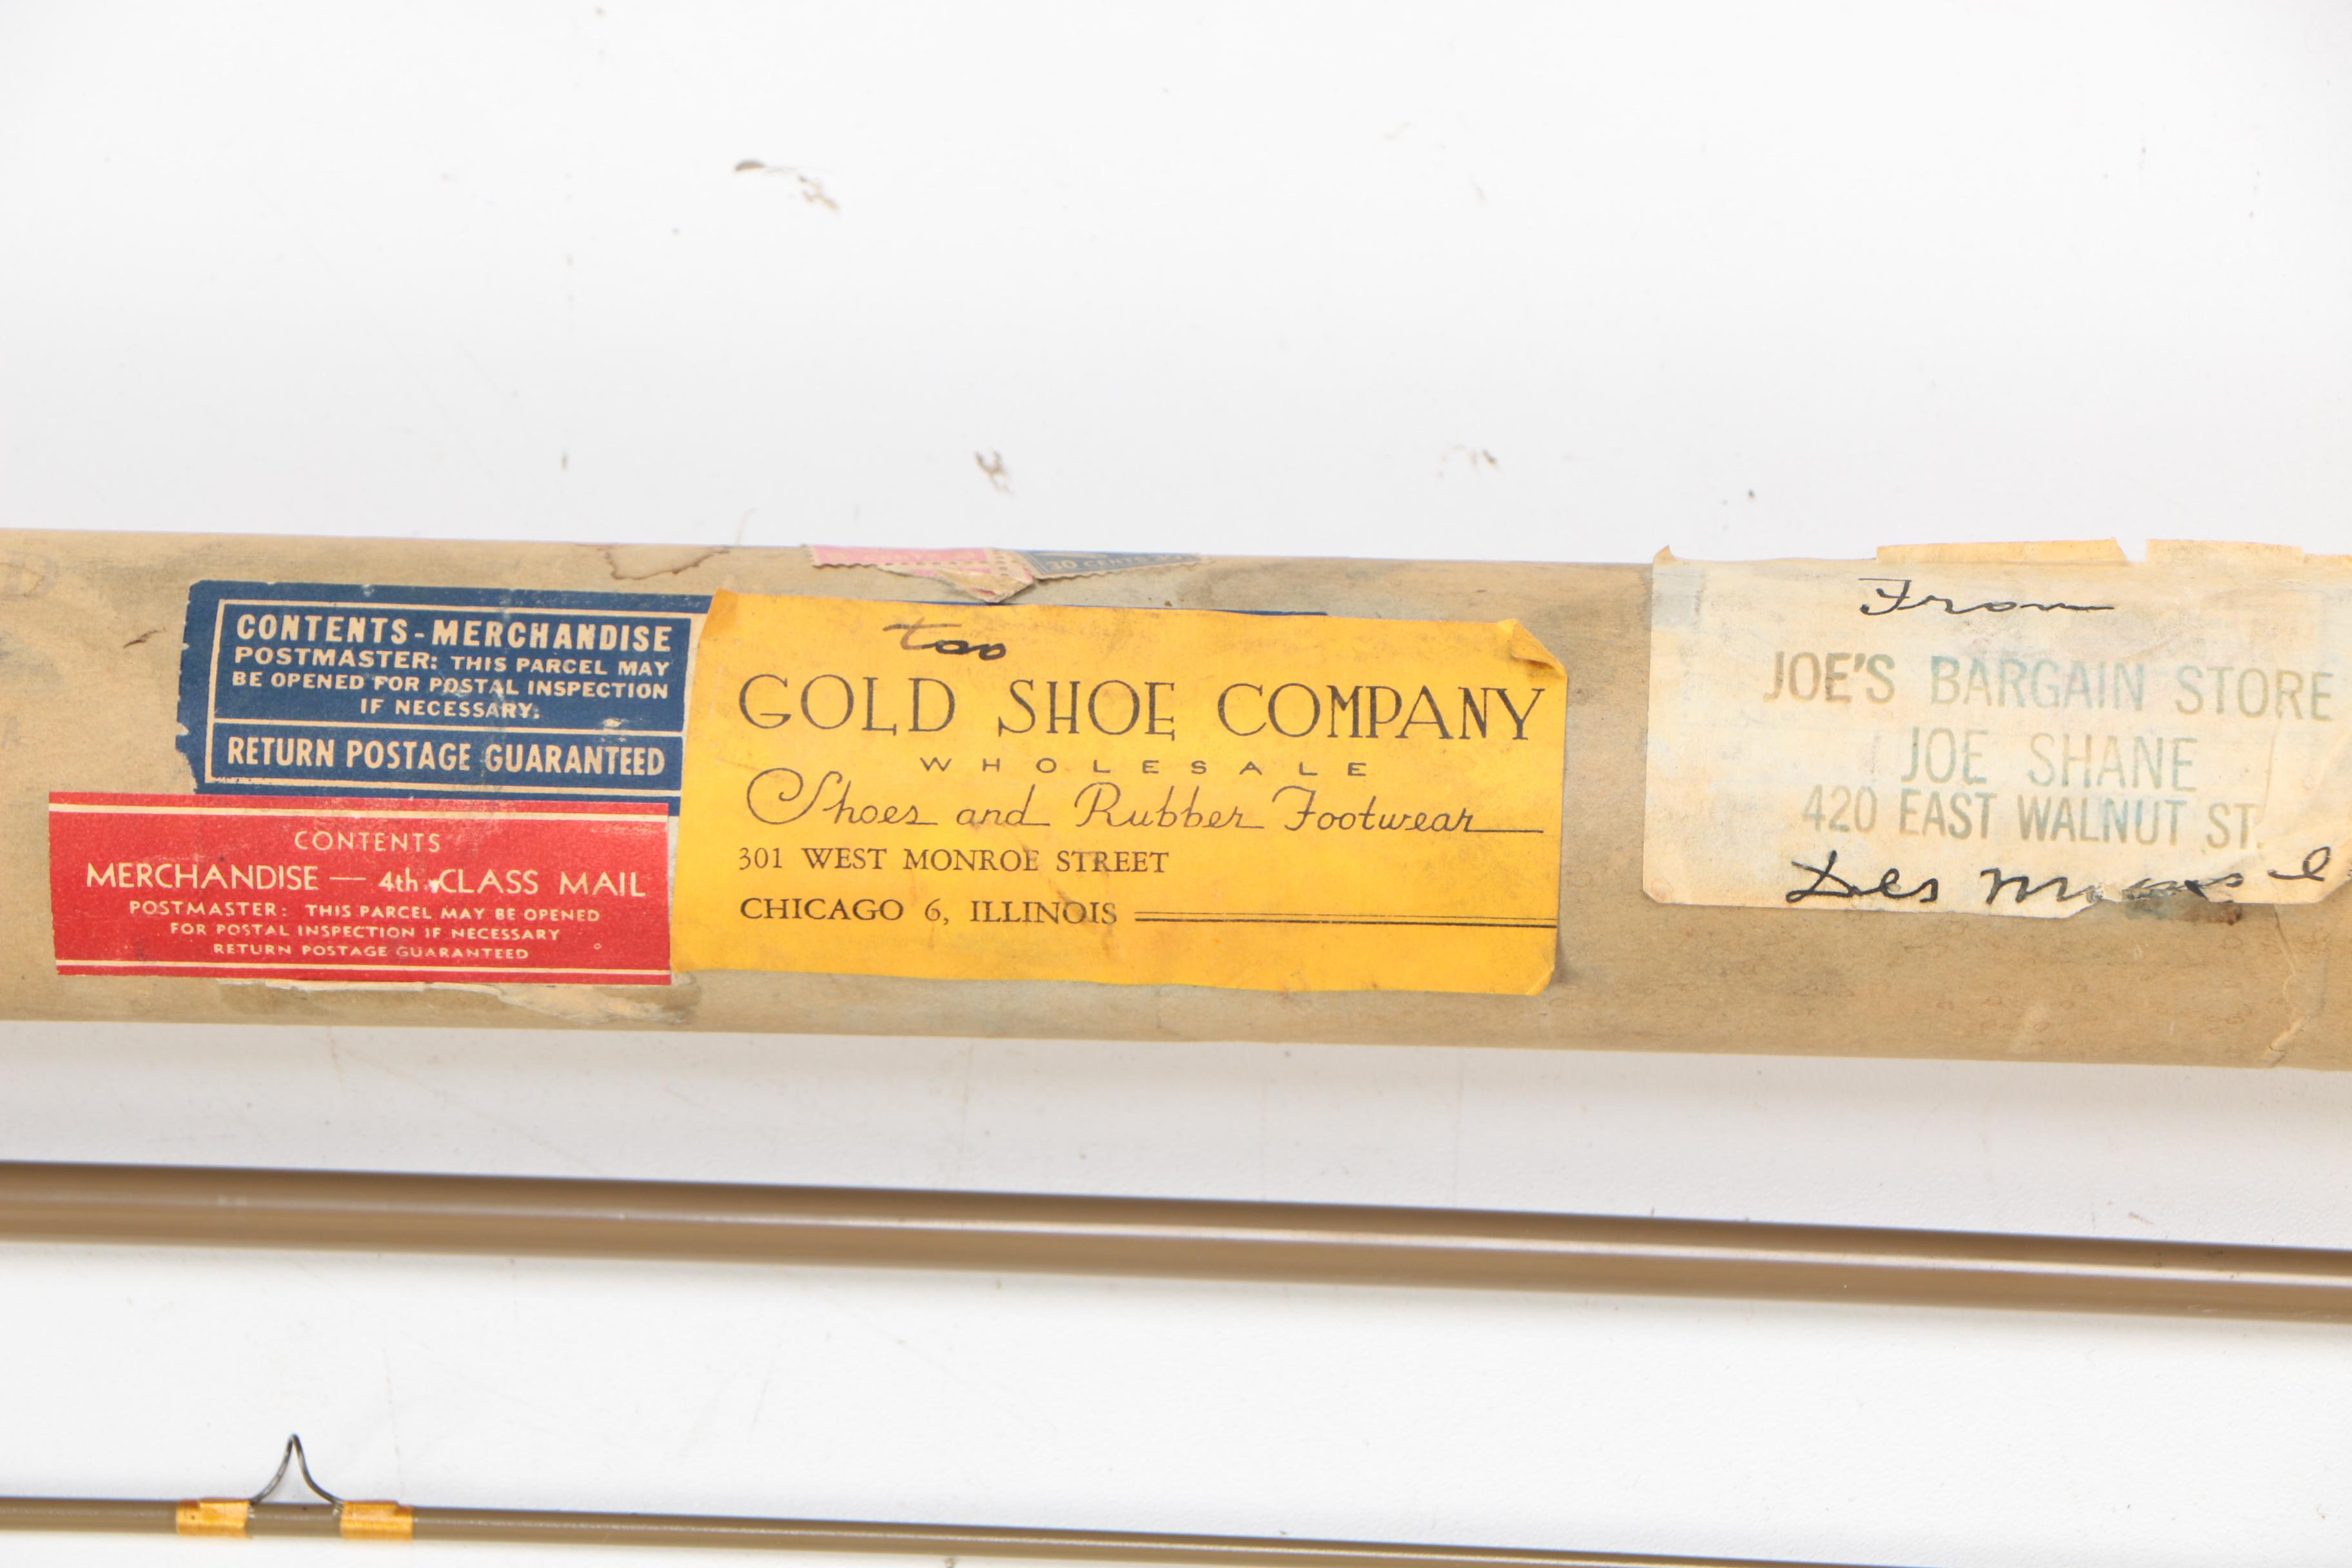 30 CENTS
CONTENTS-MERCHANDISE
POSTMASTER: THIS PARCEL MAY
BE OPENED FOR POSTAL INSPECTION
IF NECESSARY.
RETURN POSTAGE GUARANTEED
CONTENTS
MERCHANDISE — 4th CLASS MAIL
POSTMASTER: THIS PARCEL MAY BE OPENED
FOR POSTAL INSPECTION IF NECESSARY
RETURN POSTAGE GUARANTEED
too
GOLD SHOE COMPANY
WHOLESALE
Shoes and Rubber Footwear
301 WEST MONROE STREET
CHICAGO 6, ILLINOIS
From
JOE'S BARGAIN STORE
JOE SHANE
420 EAST WALNUT ST.
Des